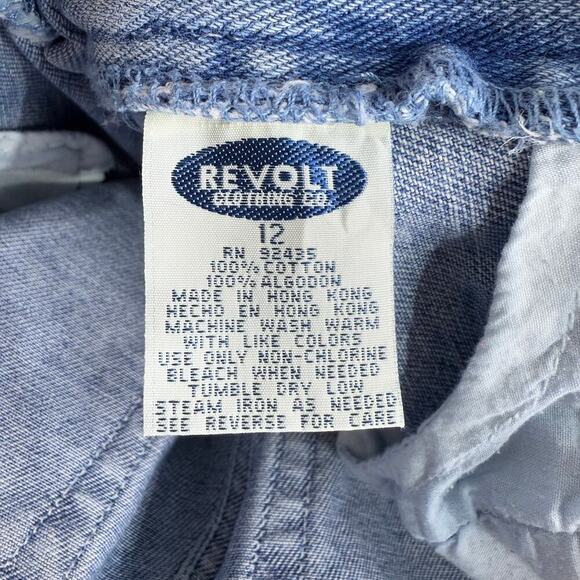 REVOLT
CLOTHING CO.
12
RN 92435
100% COTTON
100% ALGODON
MADE IN HONG KONG
HECHO EN HONG KONG
MACHINE WASH WARM
WITH LIKE COLORS
USE ONLY NON-CHLORINE
BLEACH WHEN NEEDED
TUMBLE DRY LOW
STEAM IRON AS NEEDED
SEE REVERSE FOR CARE